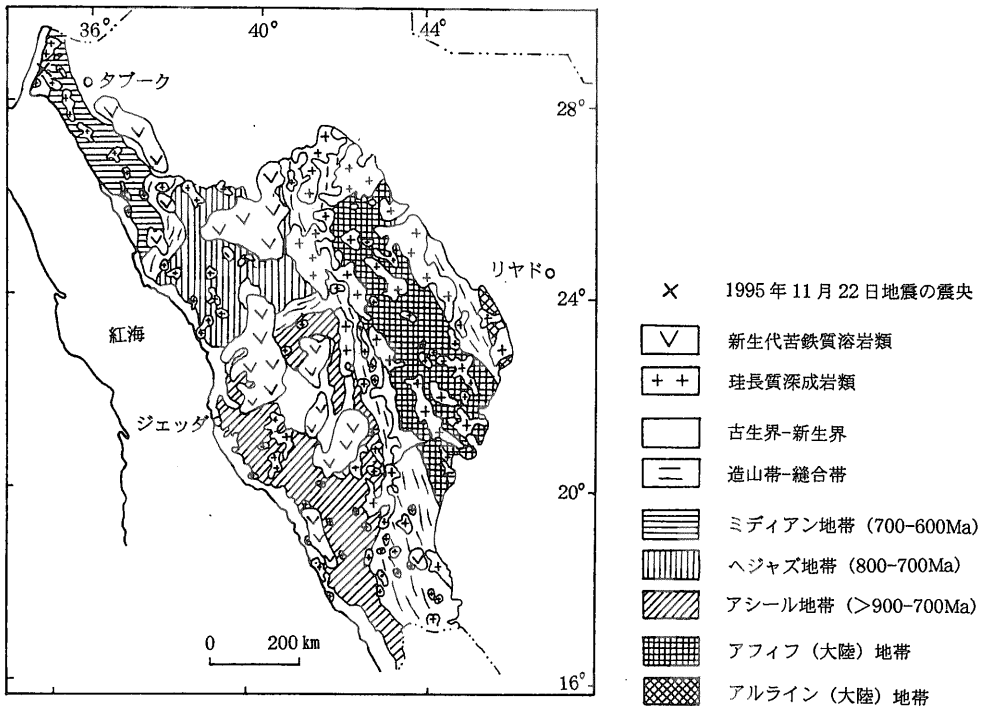 36°
40°
44°
タブーク
28°
リヤド
24°
紅海
ジェッダ
20°
0 200 km
16°
1995年11月22日地震の震央
新生代苦鉄質溶岩類
珪長質深成岩類
古生界-新生界
造山帯-縫合帯
ミディアン地帯 (700-600Ma)
ヘジャズ地帯 (800-700Ma)
アシール地帯 (>900-700Ma)
アフィフ (大陸) 地帯
アルライン (大陸) 地帯